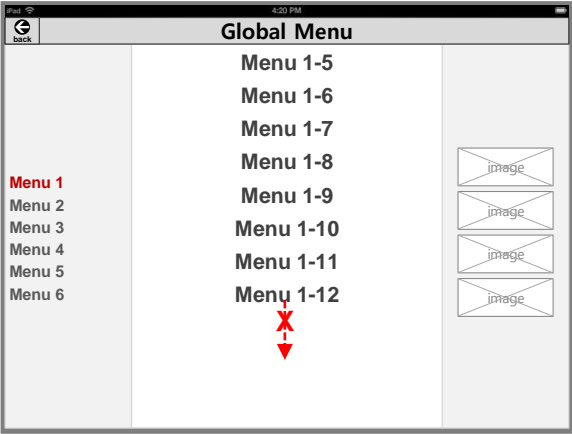 iPad 4:20 PM
back
Global Menu
Menu 1
Menu 2
Menu 3
Menu 4
Menu 5
Menu 6
Menu 1-5
Menu 1-6
Menu 1-7
Menu 1-8
Menu 1-9
Menu 1-10
Menu 1-11
Menu 1-12
X
image
image
image
image